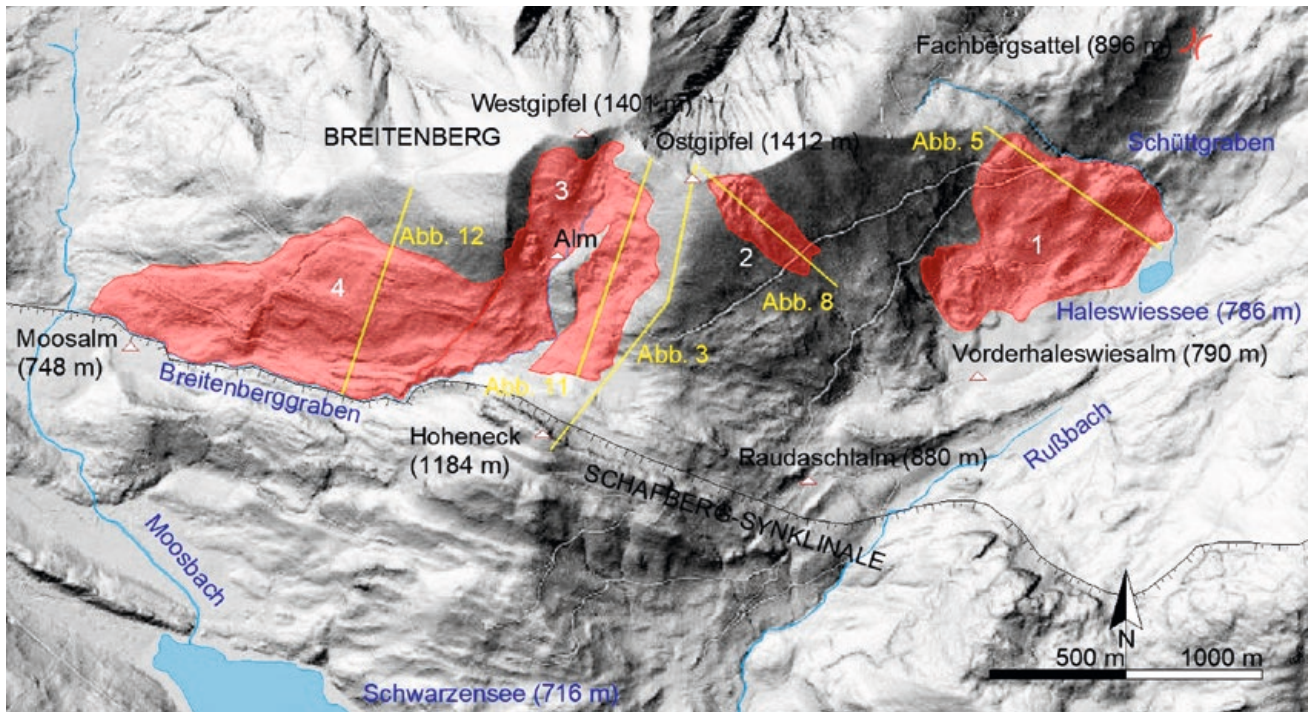 Fachbergsattel (896 m)
Westgipfel (1401 m)
BREITENBERG
Ostgipfel (1412 m)
Abb. 5
Schüttgraben
3
Alm
Abb. 12
2
1
4
Abb. 8
Haleswiessee (786 m)
Moosalm
(748 m)
Breitenberggraben
Abb. 11
Abb. 3
Vorderhaleswiesalm (790 m)
Hoheneck
(1184 m)
Raudaschlalm (880 m)
Rußbach
SCHAFBERG-SYNKLINALE
Moosbach
N
500 m
1000 m
Schwarzensee (716 m)